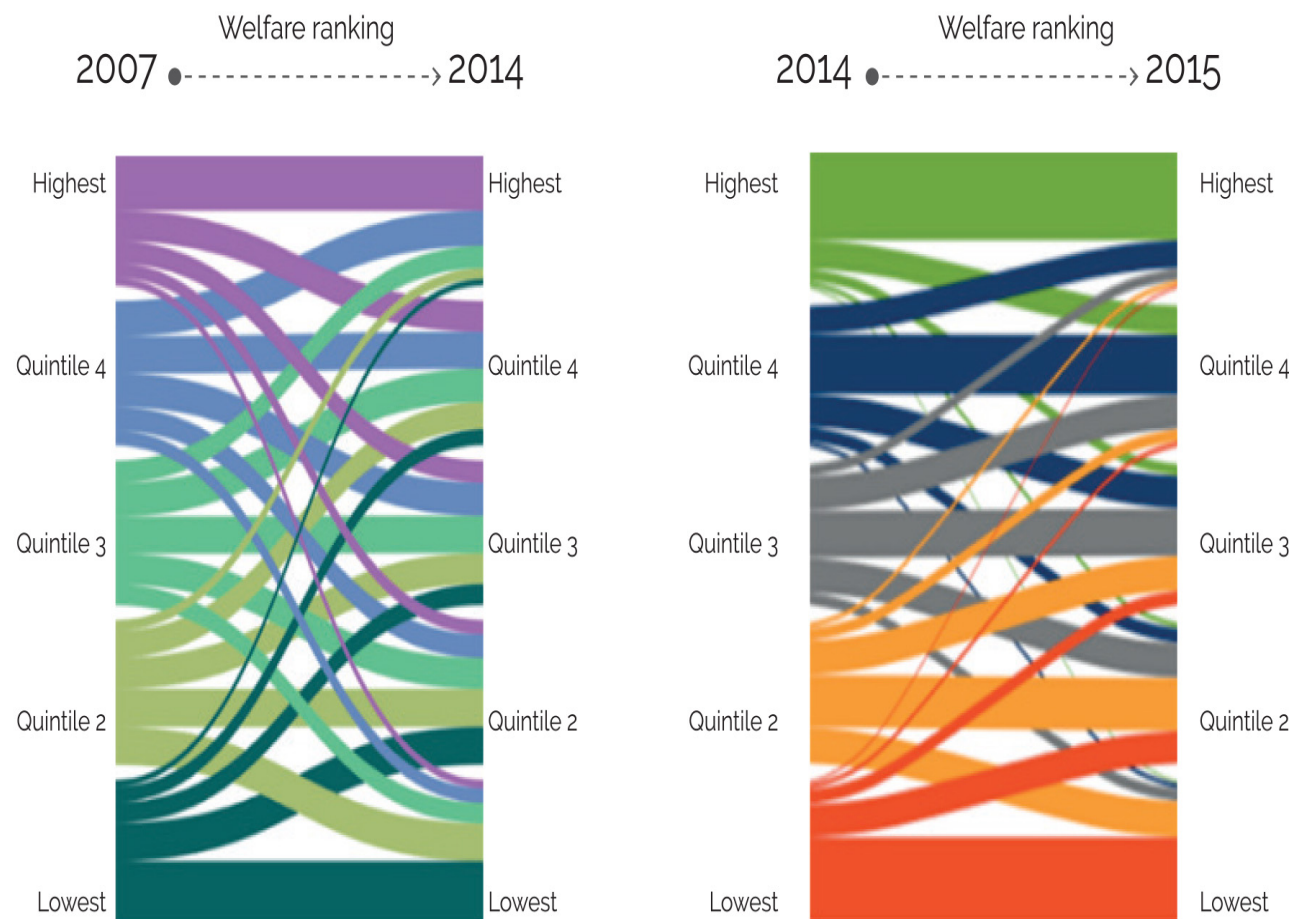 Welfare ranking
2007 2014
Highest Highest
Quintile 4 Quintile 4
Quintile 3 Quintile 3
Quintile 2 Quintile 2
Lowest Lowest
Welfare ranking
2014 2015
Highest Highest
Quintile 4 Quintile 4
Quintile 3 Quintile 3
Quintile 2 Quintile 2
Lowest Lowest